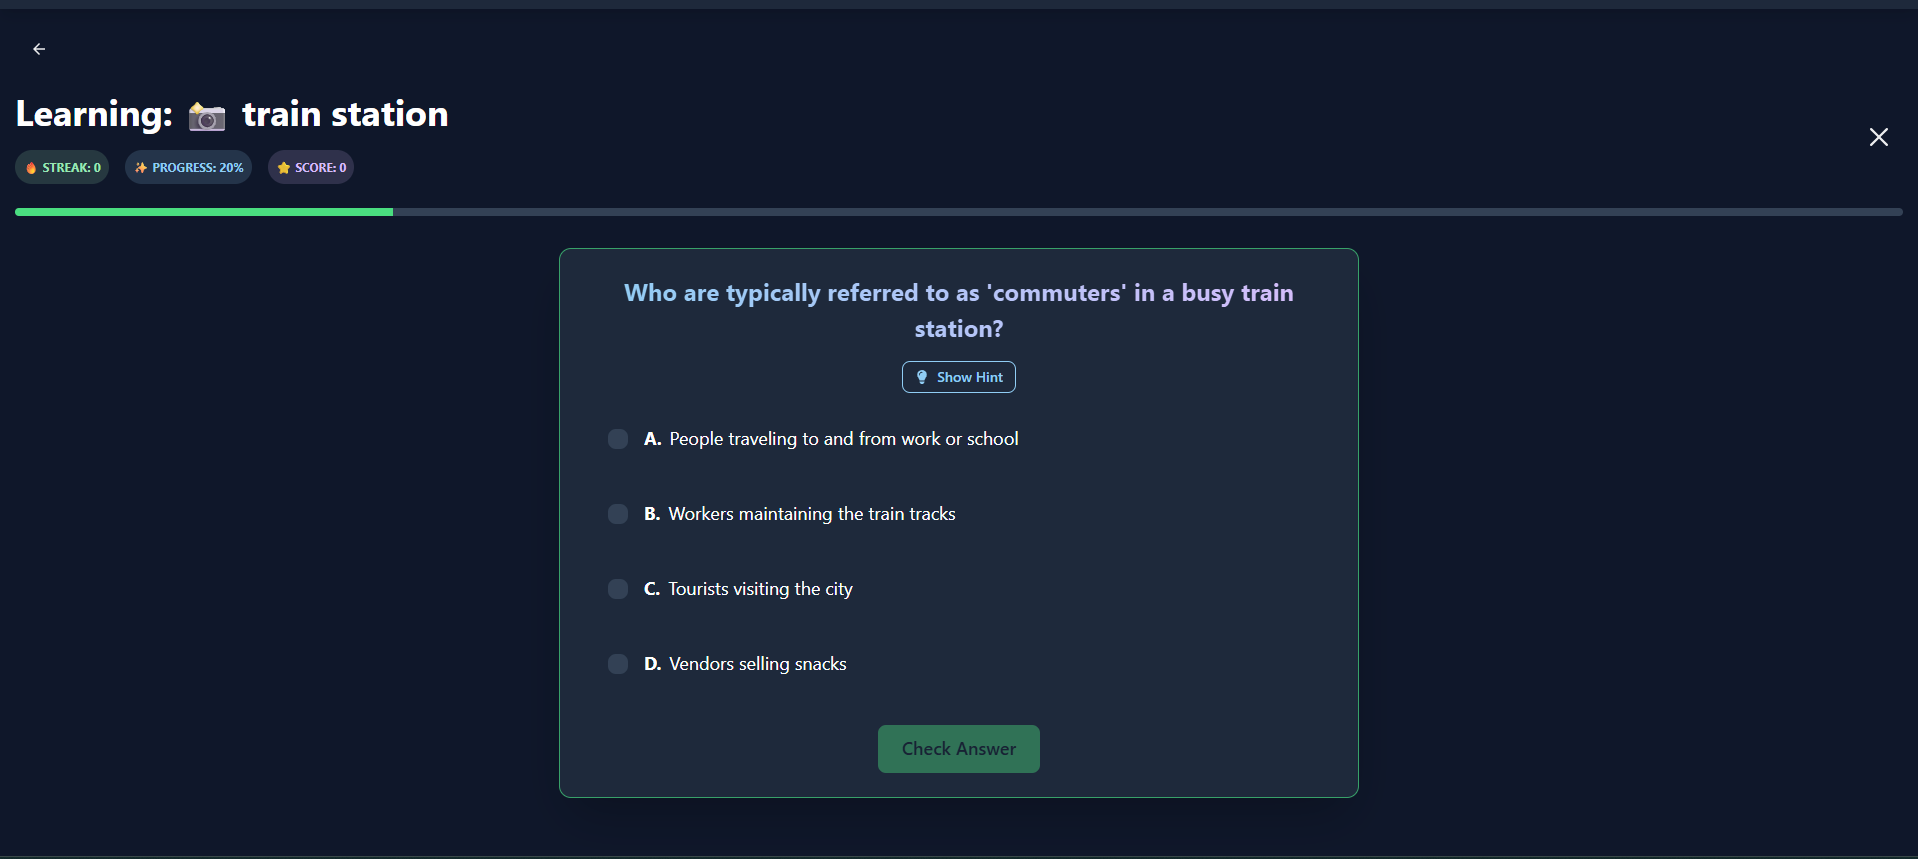 Learning: 📸 train station
🔥 STREAK: 0
✨ PROGRESS: 20%
⭐ SCORE: 0
Who are typically referred to as 'commuters' in a busy train
station?
Show Hint
A. People traveling to and from work or school
B. Workers maintaining the train tracks
C. Tourists visiting the city
D. Vendors selling snacks
Check Answer